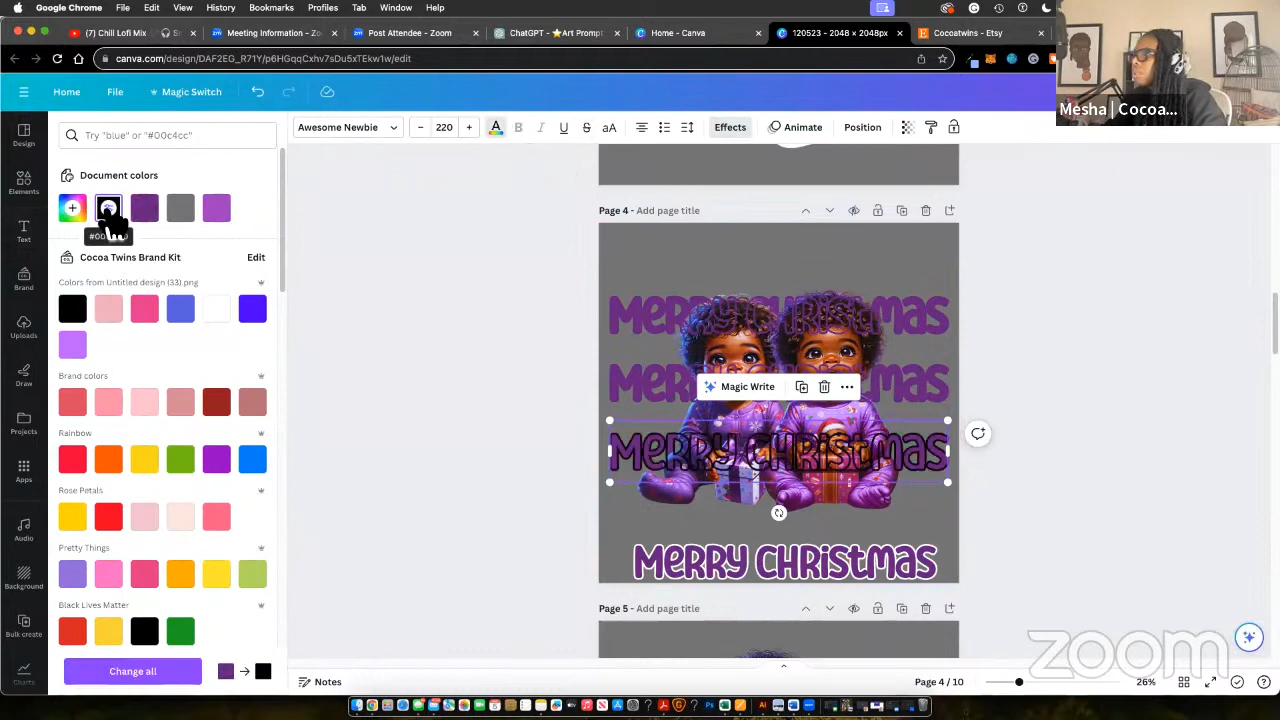 Google Chrome File Edit View History Bookmarks Profiles Tab Window Help
(7) Chill Lofi Mix
Meeting Information - Zo
Post Attendee - Zoom
ChatGPT - ⭐Art Prompt
Home - Canva
120523 - 2048 × 2048px
Cocoatwins - Etsy
canva.com/design/DAF2EG_R71Y/p6HGqqCxhv7sDu5xTEkw1w/edit
Mesha | Cocoa...
Home File Magic Switch
Design
Elements
Text
Brand
Uploads
Draw
Projects
Apps
Audio
Background
Bulk create
Charts
Try "blue" or "#00c4cc"
Document colors
Cocoa Twins Brand Kit Edit
Colors from Untitled design (33).png
Brand colors
Rainbow
Rose Petals
Pretty Things
Black Lives Matter
Change all
Awesome Newbie 220 A B I U S aA Effects Animate Position
Page 4 - Add page title
MERRY CHRISTMAS
MERRY CHRISTMAS
Magic Write
MERRY CHRISTMAS
MERRY CHRISTMAS
Page 5 - Add page title
Notes
Page 4 / 10
26%
zoom